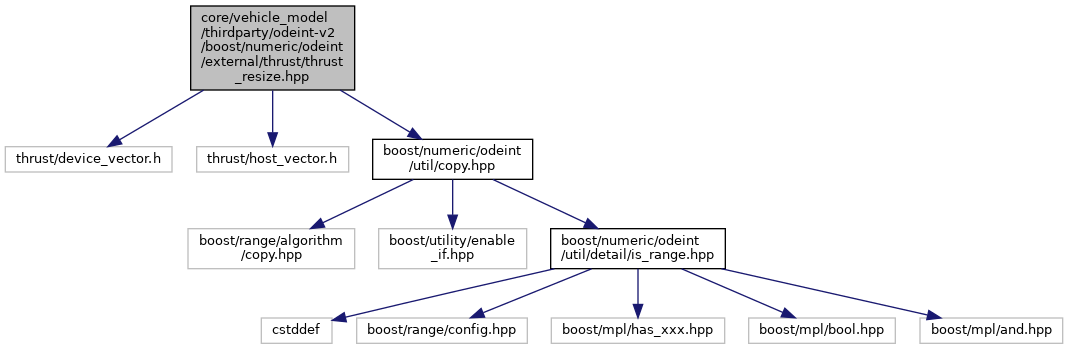 core/vehicle_model
/thirdparty/odeint-v2
/boost/numeric/odeint
/external/thrust/thrust
_resize.hpp
thrust/device_vector.h
thrust/host_vector.h
boost/numeric/odeint
/util/copy.hpp
boost/range/algorithm
/copy.hpp
boost/utility/enable
_if.hpp
boost/numeric/odeint
/util/detail/is_range.hpp
cstddef
boost/range/config.hpp
boost/mpl/has_xxx.hpp
boost/mpl/bool.hpp
boost/mpl/and.hpp